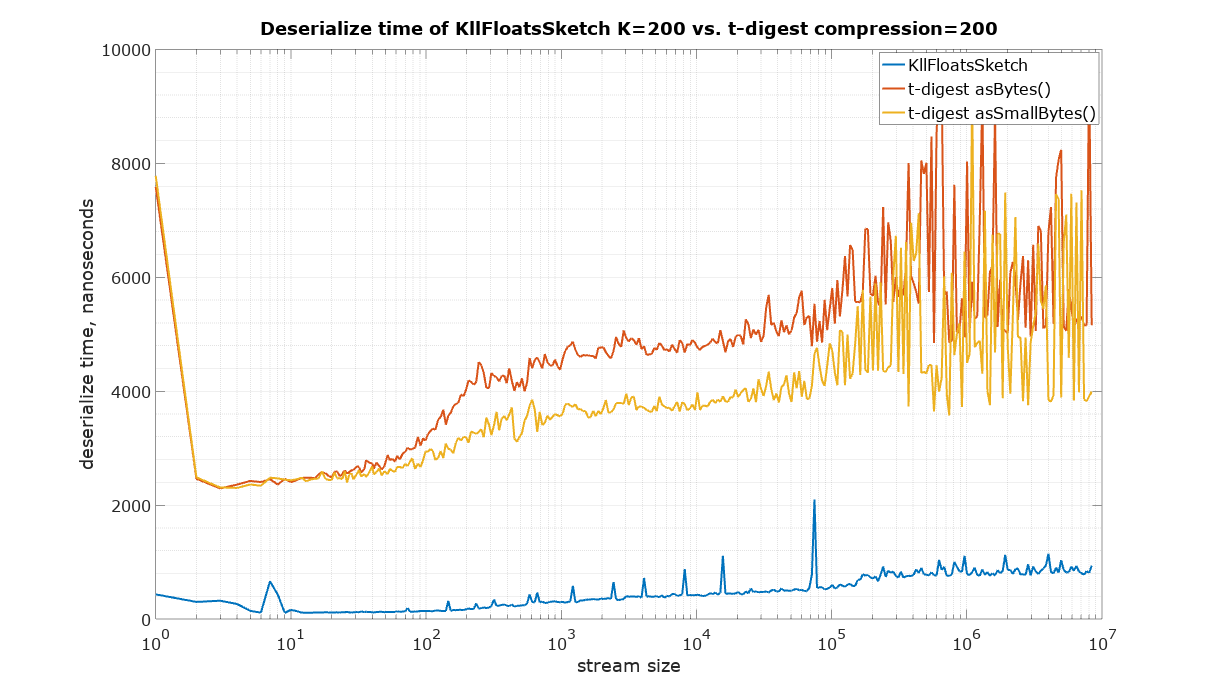 Deserialize time of KllFloatsSketch K=200 vs. t-digest compression=200
10000
8000
6000
4000
2000
0
deserialize time, nanoseconds
KllFloatsSketch
t-digest asBytes()
t-digest asSmallBytes()
10^0 10^1 10^2 10^3 10^4 10^5 10^6 10^7
stream size